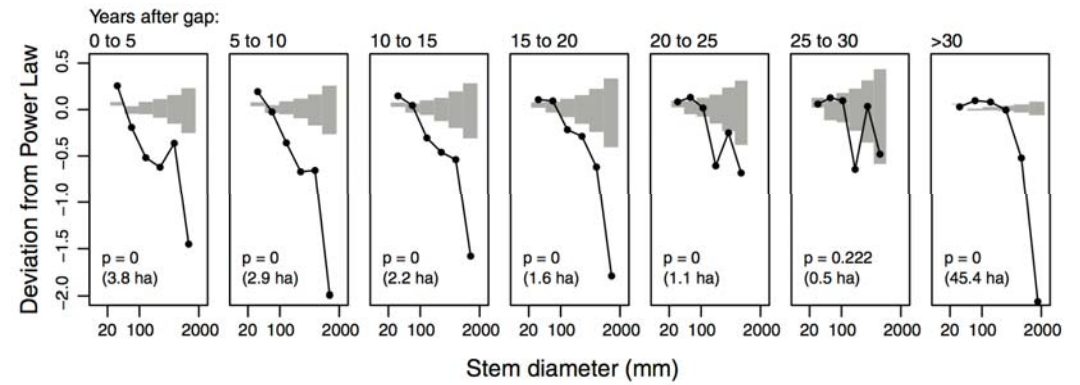 Years after gap:
0 to 5
5 to 10
10 to 15
15 to 20
20 to 25
25 to 30
>30
Deviation from Power Law
0.5
0.0
−0.5
−1.0
−1.5
−2.0
p = 0
(3.8 ha)
p = 0
(2.9 ha)
p = 0
(2.2 ha)
p = 0
(1.6 ha)
p = 0
(1.1 ha)
p = 0.222
(0.5 ha)
p = 0
(45.4 ha)
20 100 2000
20 100 2000
20 100 2000
20 100 2000
20 100 2000
20 100 2000
20 100 2000
Stem diameter (mm)